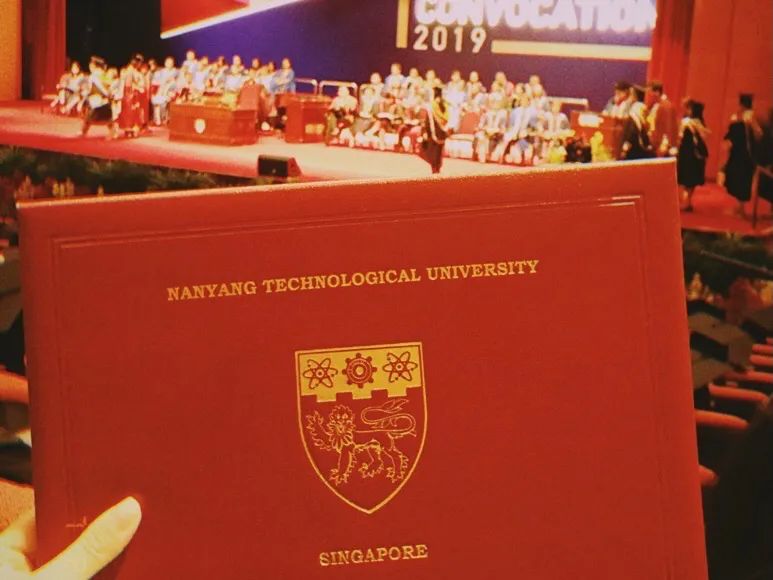 CONVOCATION
2019
NANYANG TECHNOLOGICAL UNIVERSITY
SINGAPORE